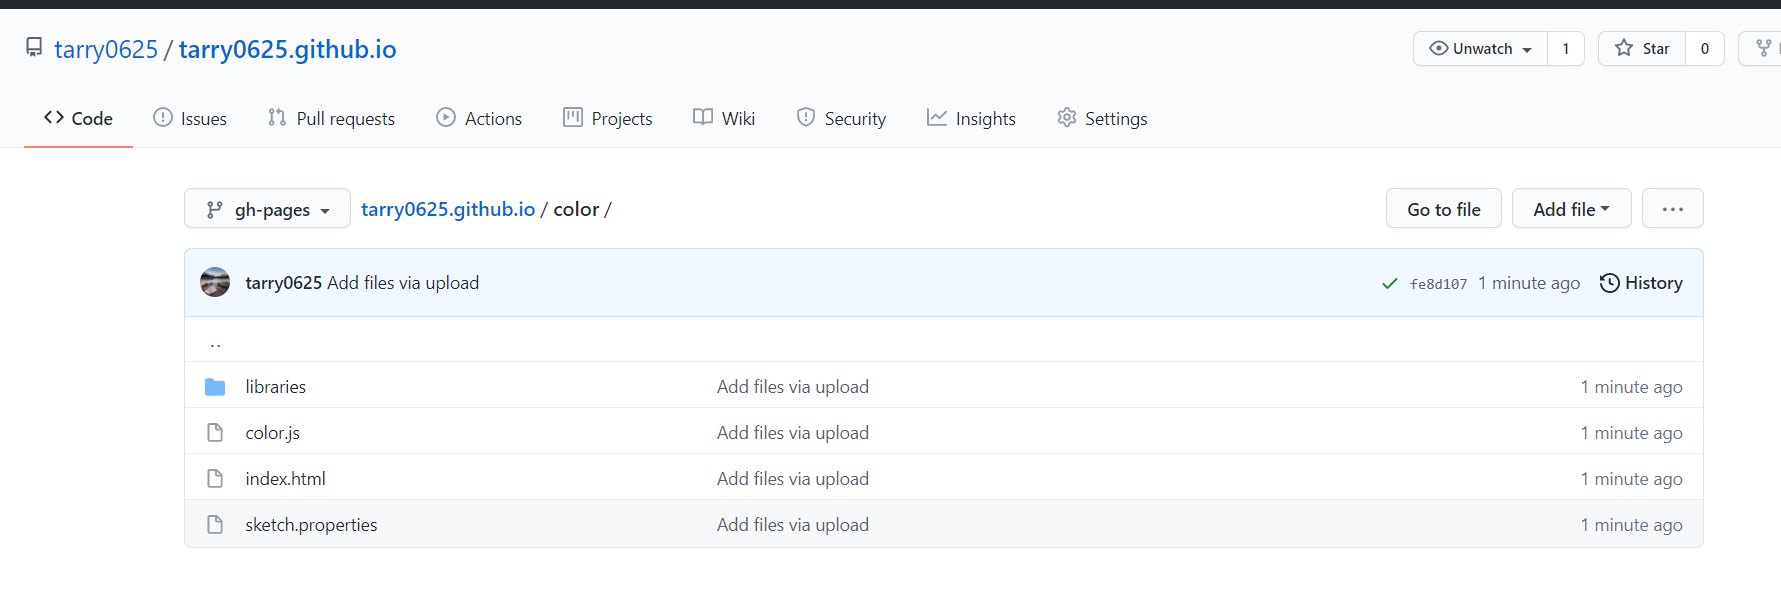 tarry0625 / tarry0625.github.io
Unwatch 1 Star 0
Code Issues Pull requests Actions Projects Wiki Security Insights Settings
gh-pages tarry0625.github.io / color /
Go to file Add file ...
tarry0625 Add files via upload fe8d107 1 minute ago History
..
libraries Add files via upload 1 minute ago
color.js Add files via upload 1 minute ago
index.html Add files via upload 1 minute ago
sketch.properties Add files via upload 1 minute ago